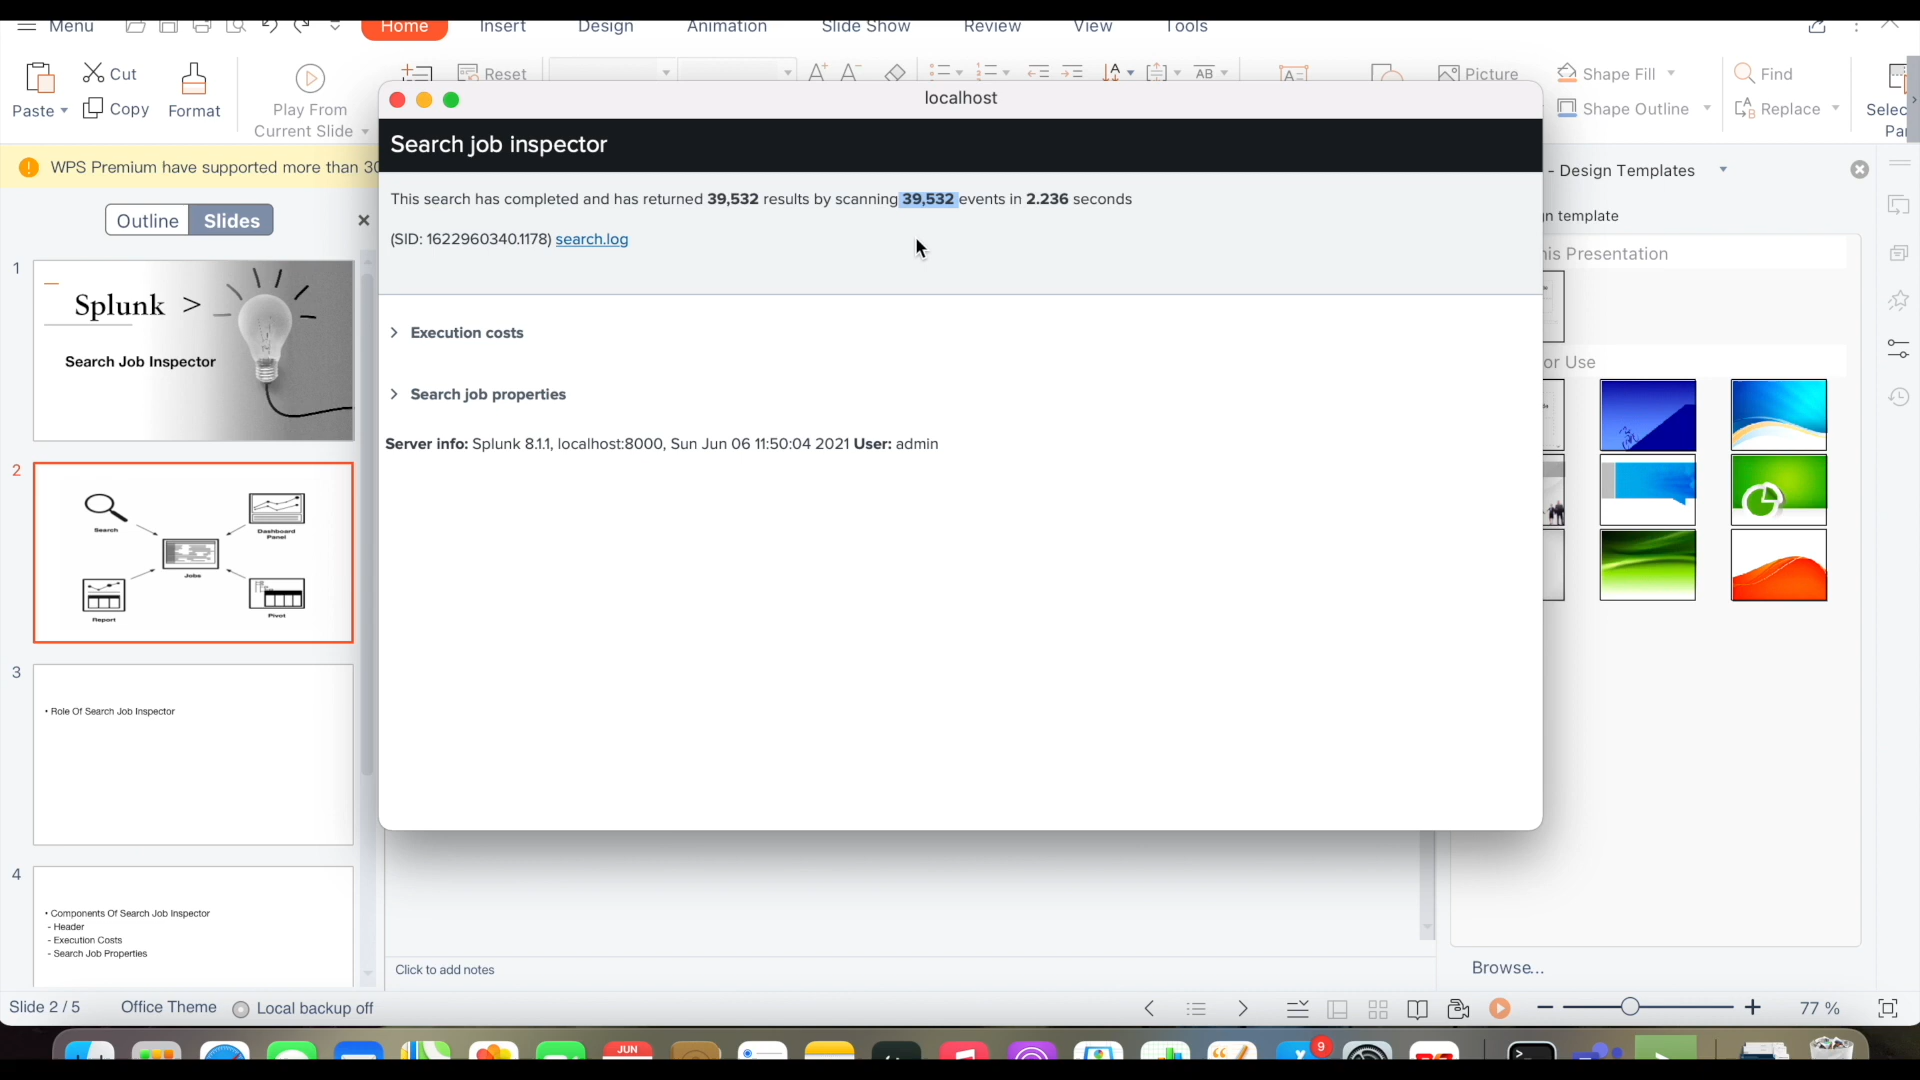 Menu
Home
Insert
Design
Animation
Slide Show
Review
View
Tools
Paste
Cut
Copy
Format
Play From
Current Slide
Reset
Picture
Shape Fill
Shape Outline
Find
Replace
WPS Premium have supported more than 30
Outline
Slides
1
Splunk >
Search Job Inspector
2
Search
Dashboard
Panel
Jobs
Report
Pivot
3
• Role Of Search Job Inspector
4
• Components Of Search Job Inspector
- Header
- Execution Costs
- Search Job Properties
localhost
Search job inspector
This search has completed and has returned 39,532 results by scanning 39,532 events in 2.236 seconds
(SID: 1622960340.1178) search.log
Execution costs
Search job properties
Server info: Splunk 8.1.1, localhost:8000, Sun Jun 06 11:50:04 2021 User: admin
- Design Templates
template
Presentation
Use
Browse...
Click to add notes
Slide 2 / 5
Office Theme
Local backup off
77 %
JUN
9